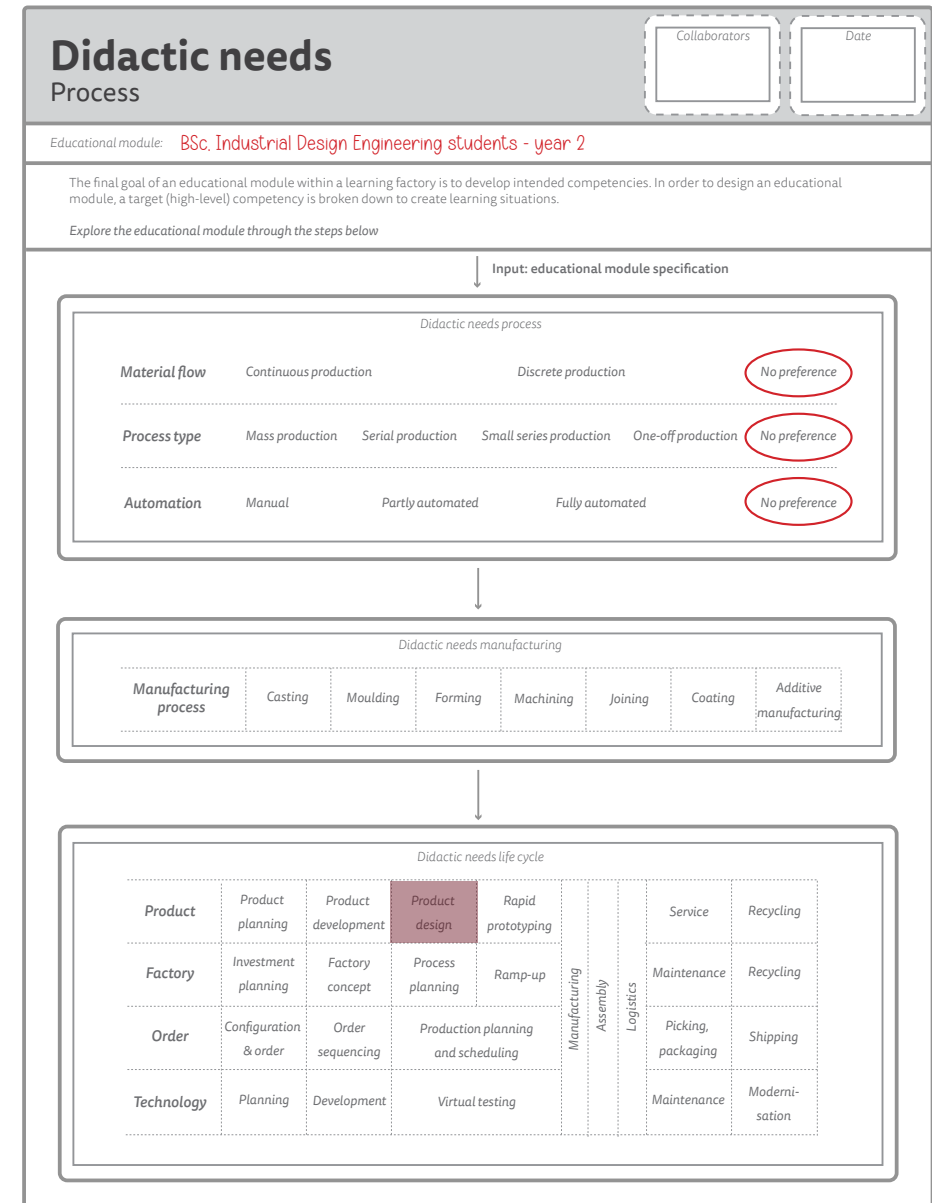 Didactic needs
Process
Collaborators
Date
Educational module: BSc, Industrial Design Engineering students - year 2
The final goal of an educational module within a learning factory is to develop intended competencies. In order to design an educational
module, a target (high-level) competency is broken down to create learning situations.
Explore the educational module through the steps below
Input: educational module specification
Didactic needs process
Material flow Continuous production Discrete production No preference
Process type Mass production Serial production Small series production One-off production No preference
Automation Manual Partly automated Fully automated No preference
Didactic needs manufacturing
Manufacturing
process
Casting
Moulding
Forming
Machining
Joining
Coating
Additive
manufacturing
Didactic needs life cycle
Product
Product
planning
Product
development
Product
design
Rapid
prototyping
Manufacturing
Assembly
Logistics
Service
Recycling
Factory
Investment
planning
Factory
concept
Process
planning
Ramp-up
Maintenance
Recycling
Order
Configuration
& order
Order
sequencing
Production planning
and scheduling
Picking,
packaging
Shipping
Technology
Planning
Development
Virtual testing
Maintenance
Moderni-
sation